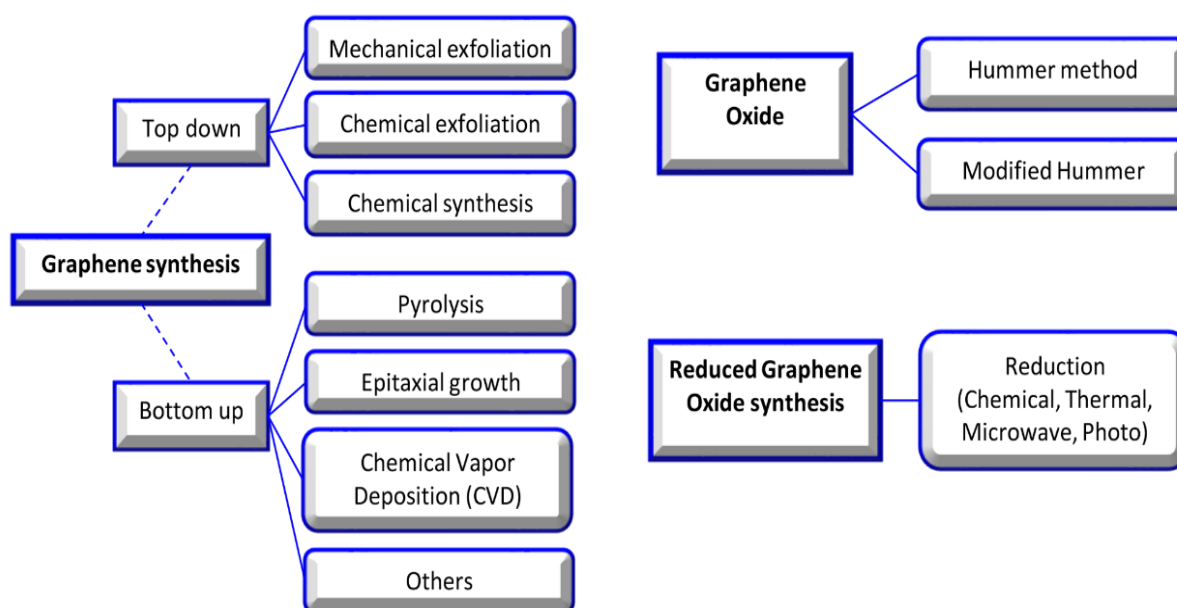 Mechanical exfoliation
Top down
Chemical exfoliation
Chemical synthesis
Graphene synthesis
Pyrolysis
Epitaxial growth
Bottom up
Chemical Vapor
Deposition (CVD)
Others
Graphene
Oxide
Hummer method
Modified Hummer
Reduced Graphene
Oxide synthesis
Reduction
(Chemical, Thermal,
Microwave, Photo)